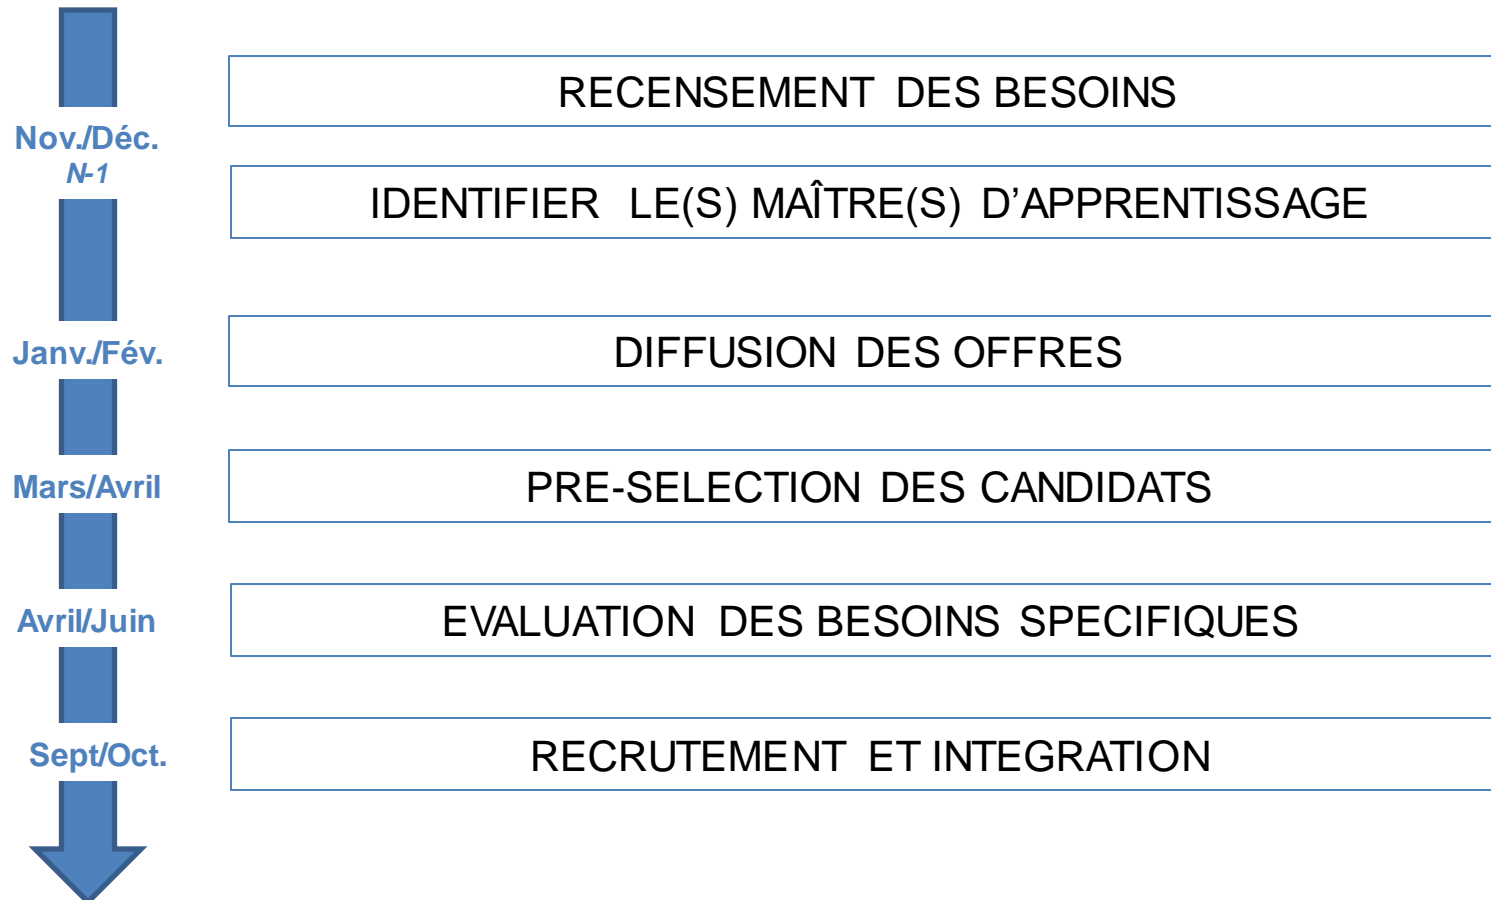 RECENSEMENT DES BESOINS
Nov./Déc.
N-1
IDENTIFIER LE(S) MAÎTRE(S) D’APPRENTISSAGE
Janv./Fév.
DIFFUSION DES OFFRES
Mars/Avril
PRE-SELECTION DES CANDIDATS
Avril/Juin
EVALUATION DES BESOINS SPECIFIQUES
Sept/Oct.
RECRUTEMENT ET INTEGRATION